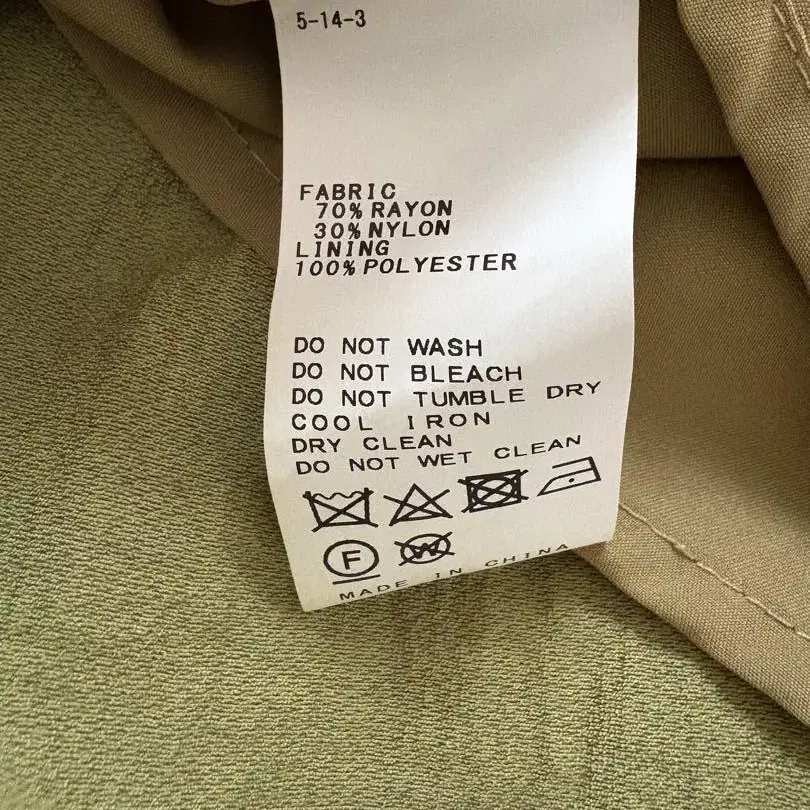 5-14-3
FABRIC
70% RAYON
30% NYLON
LINING
100% POLYESTER
DO NOT WASH
DO NOT BLEACH
DO NOT TUMBLE DRY
COOL IRON
DRY CLEAN
DO NOT WET CLEAN
F W
MADE IN CHINA